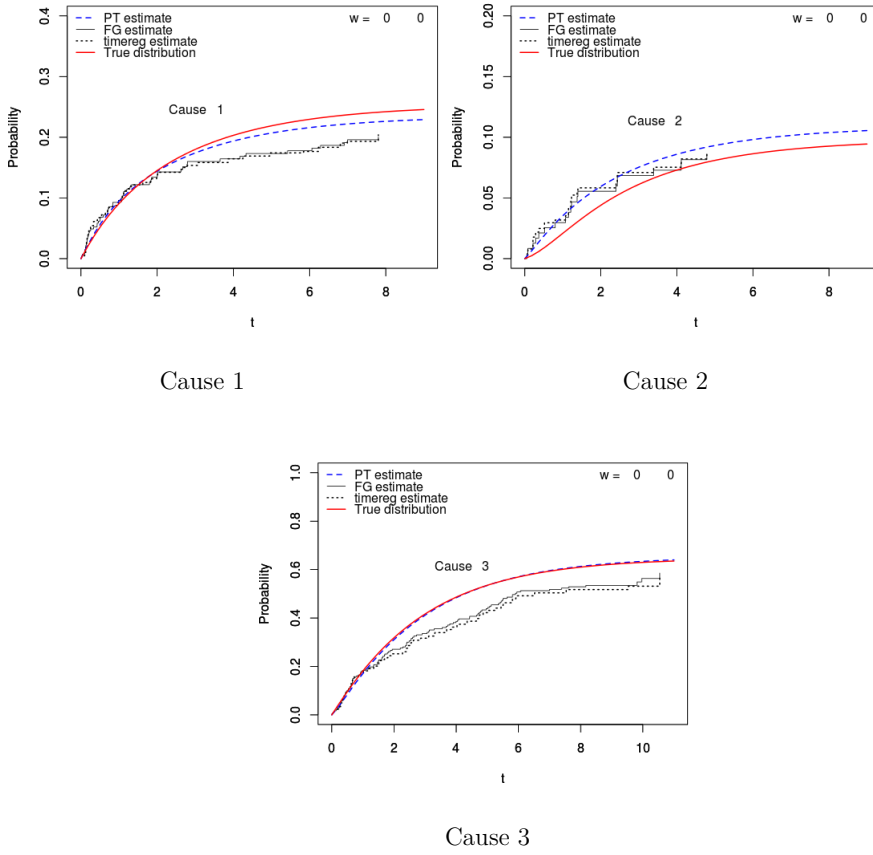 PT estimate
FG estimate
timereg estimate
True distribution
w = 0 0
Cause 1
Probability
0.0 0.1 0.2 0.3 0.4
0 2 4 6 8
t
Cause 1
PT estimate
FG estimate
timereg estimate
True distribution
w = 0 0
Cause 2
Probability
0.00 0.05 0.10 0.15 0.20
0 2 4 6 8
t
Cause 2
PT estimate
FG estimate
timereg estimate
True distribution
w = 0 0
Cause 3
Probability
0.0 0.2 0.4 0.6 0.8 1.0
0 2 4 6 8 10
t
Cause 3